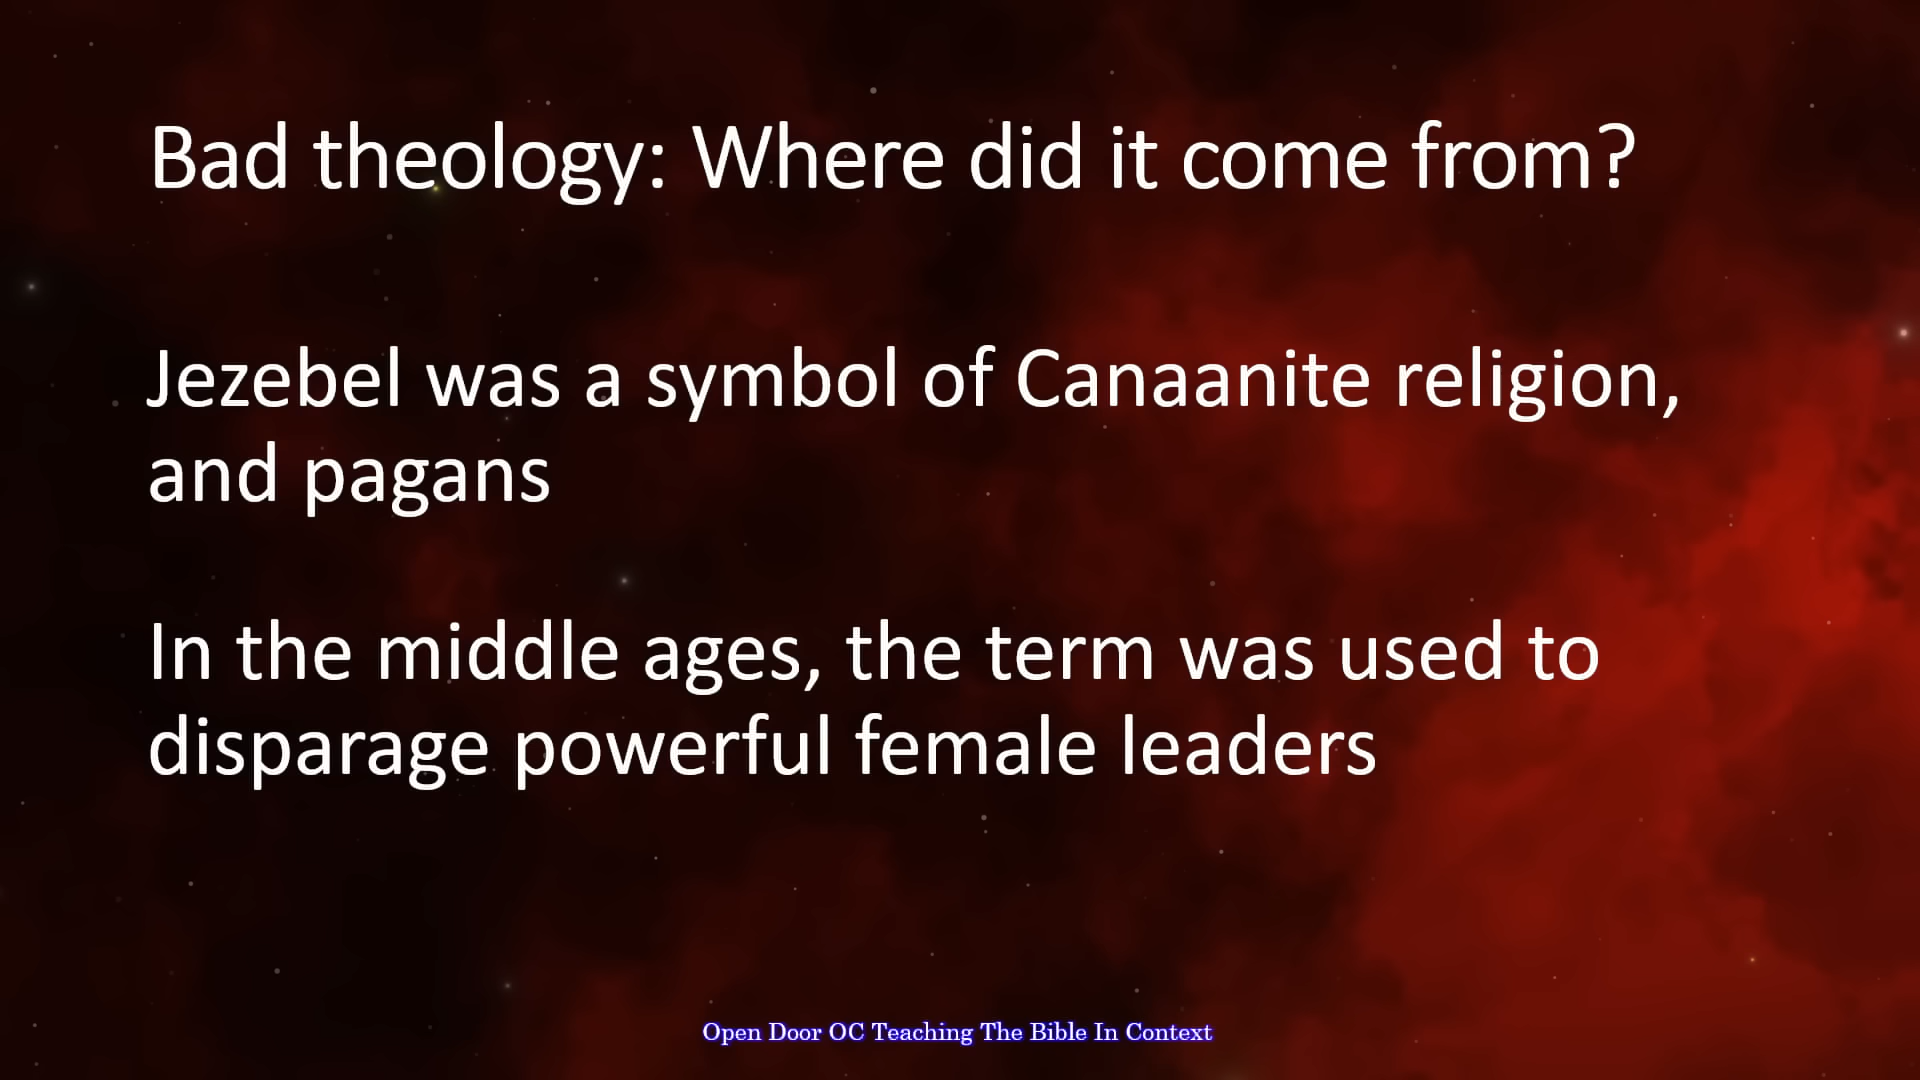 Bad theology: Where did it come from?
Jezebel was a symbol of Canaanite religion,
and pagans
In the middle ages, the term was used to
disparage powerful female leaders
Open Door OC Teaching The Bible In Context